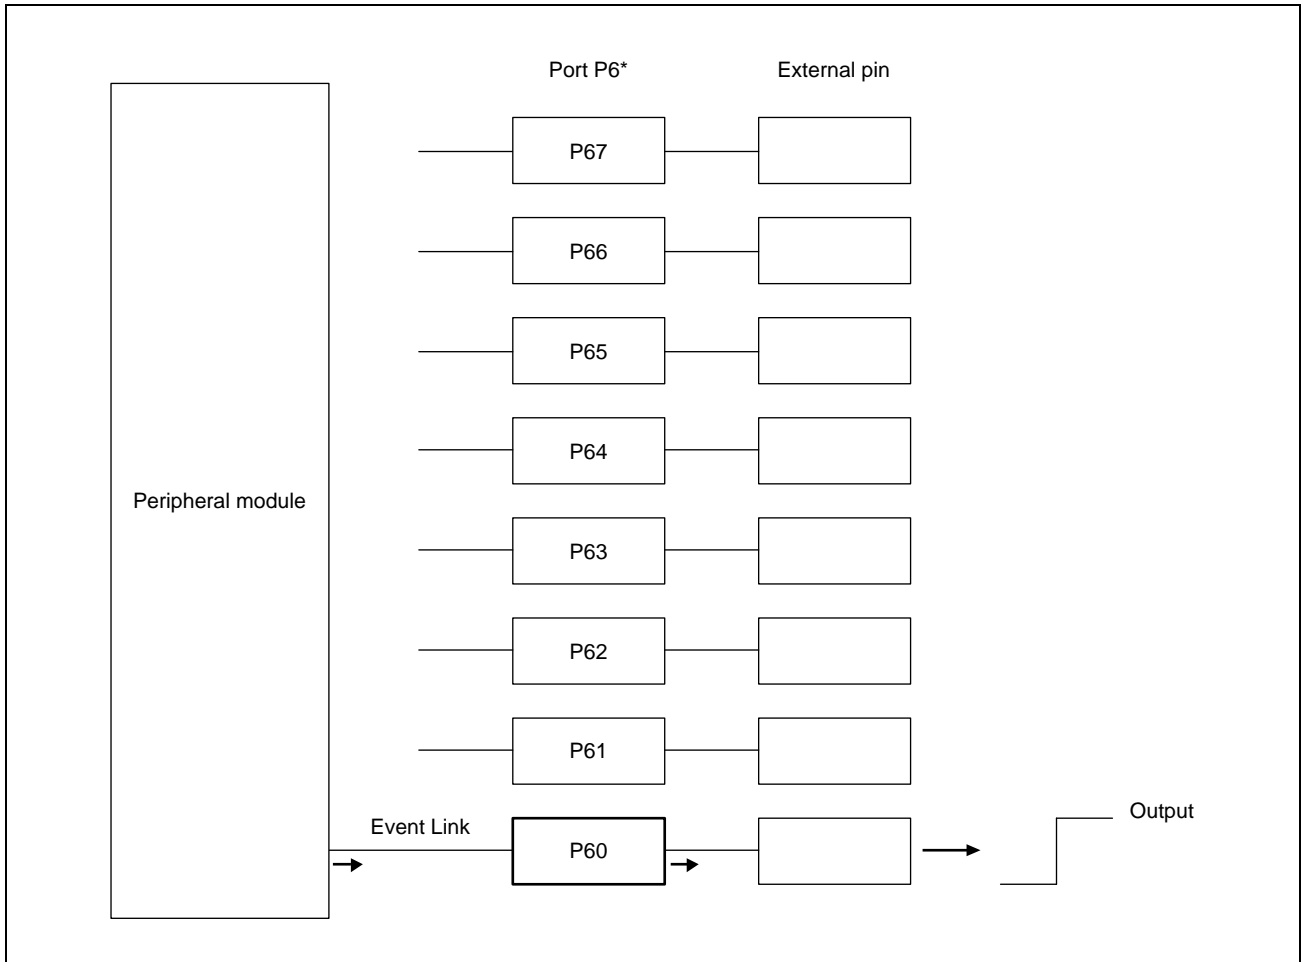 Port P6*
External pin
P67
P66
P65
P64
Peripheral module
P63
P62
P61
Event Link
P60
Output